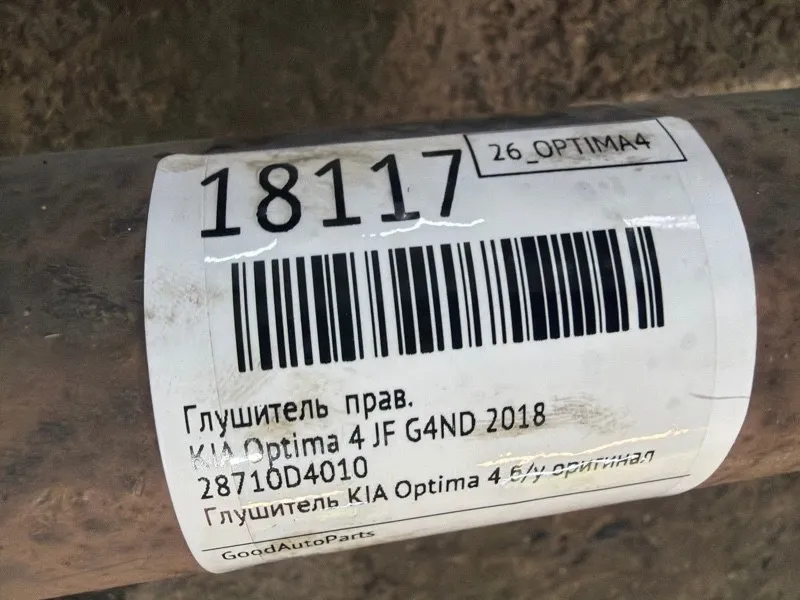 18117
26_OPTIMA4
Глушитель прав.
KIA Optima 4 JF G4ND 2018
28710D4010
Глушитель KIA Optima 4 б/у оригинал
GoodAutoParts